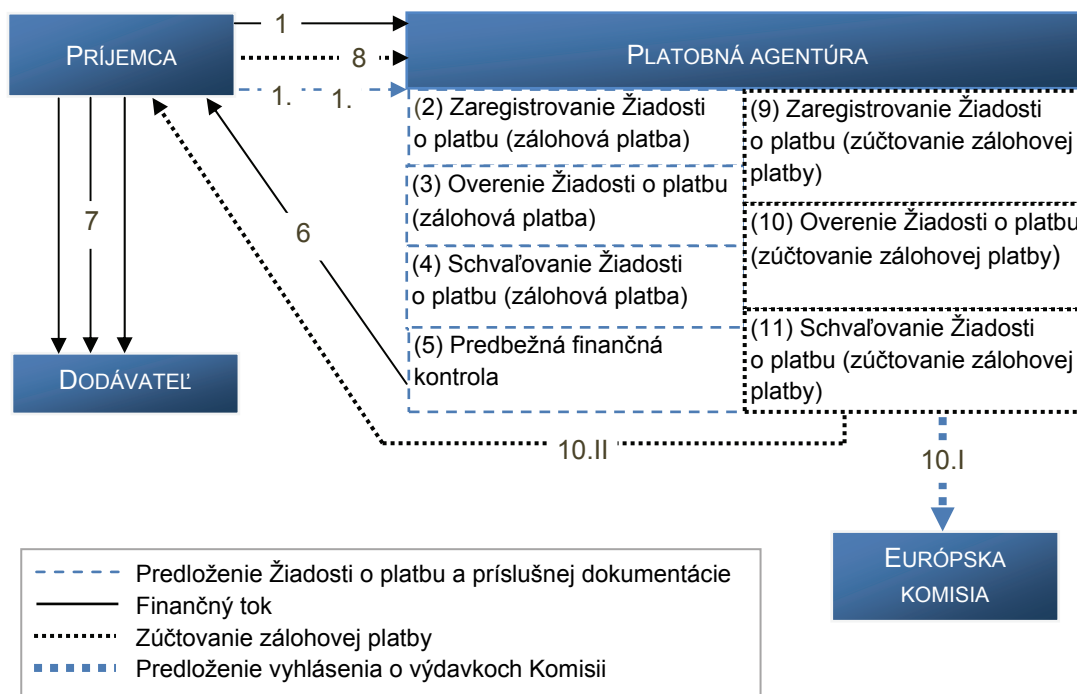 PRÍJEMCA
1
8
1. 1.
PLATOBNÁ AGENTÚRA
(2) Zaregistrovanie Žiadosti
o platbu (zálohová platba)
(3) Overenie Žiadosti o platbu
(zálohová platba)
(4) Schvaľovanie Žiadosti
o platbu (zálohová platba)
(5) Predbežná finančná
kontrola
(9) Zaregistrovanie Žiadosti
o platbu (zúčtovanie zálohovej
platby)
(10) Overenie Žiadosti o platbu
(zúčtovanie zálohovej platby)
(11) Schvaľovanie Žiadosti
o platbu (zúčtovanie zálohovej
platby)
6
7
DODÁVATEĽ
10.II
10.I
EURÓPSKA
KOMISIA
Predloženie Žiadosti o platbu a príslušnej dokumentácie
Finančný tok
Zúčtovanie zálohovej platby
Predloženie vyhlásenia o výdavkoch Komisii